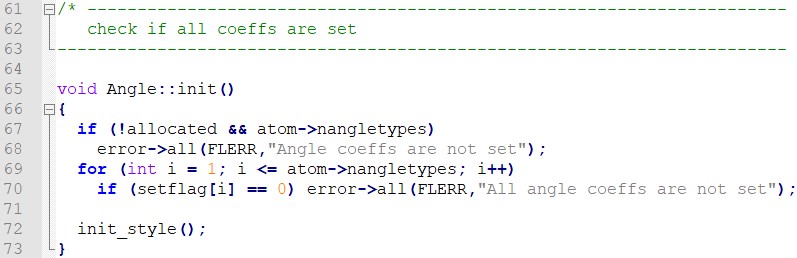 61 /* ----------------------------------------------------------------------
62    check if all coeffs are set
63 -------------------------------------------------------------------------
64
65 void Angle::init()
66 {
67   if (!allocated && atom->nangletypes)
68     error->all(FLERR,"Angle coeffs are not set");
69   for (int i = 1; i <= atom->nangletypes; i++)
70     if (setflag[i] == 0) error->all(FLERR,"All angle coeffs are not set");
71
72   init_style();
73 }